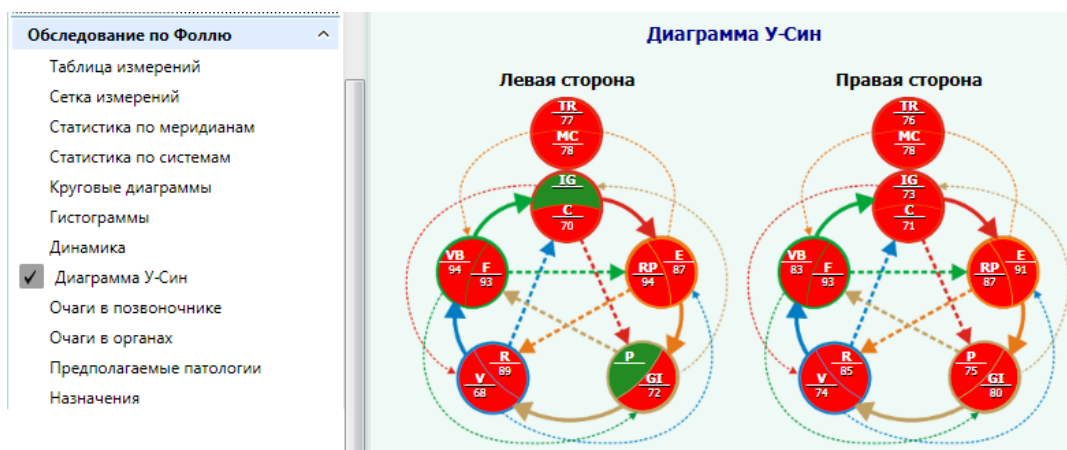 Обследование по Фоллю
Таблица измерений
Сетка измерений
Статистика по меридианам
Статистика по системам
Круговые диаграммы
Гистограммы
Динамика
Диаграмма У-Син
Очаги в позвоночнике
Очаги в органах
Предполагаемые патологии
Назначения
Диаграмма У-Син
Левая сторона
TR
77
MC
78
IG
C
70
VB
94
F
93
E
87
RP
94
R
89
V
68
P
GI
72
Правая сторона
TR
76
MC
78
IG
73
C
71
VB
83
F
93
E
91
RP
87
R
85
V
74
P
75
GI
80